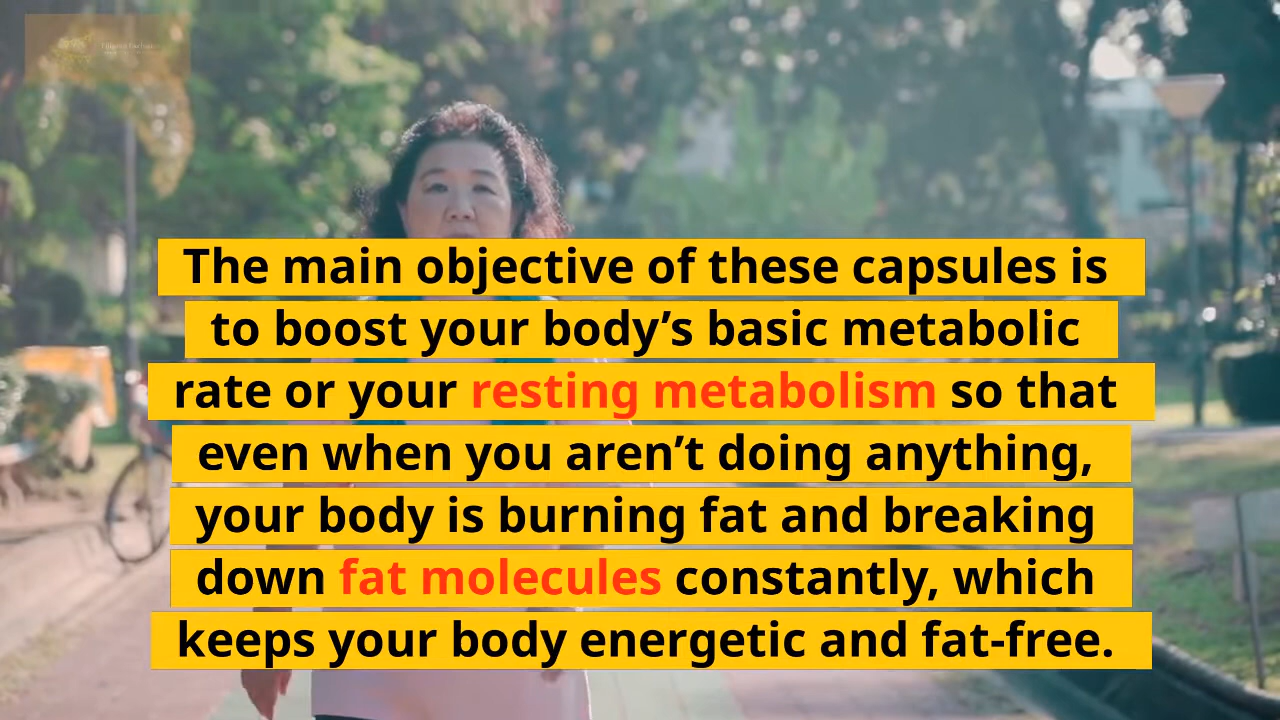 The main objective of these capsules is
to boost your body’s basic metabolic
rate or your resting metabolism so that
even when you aren’t doing anything,
your body is burning fat and breaking
down fat molecules constantly, which
keeps your body energetic and fat-free.